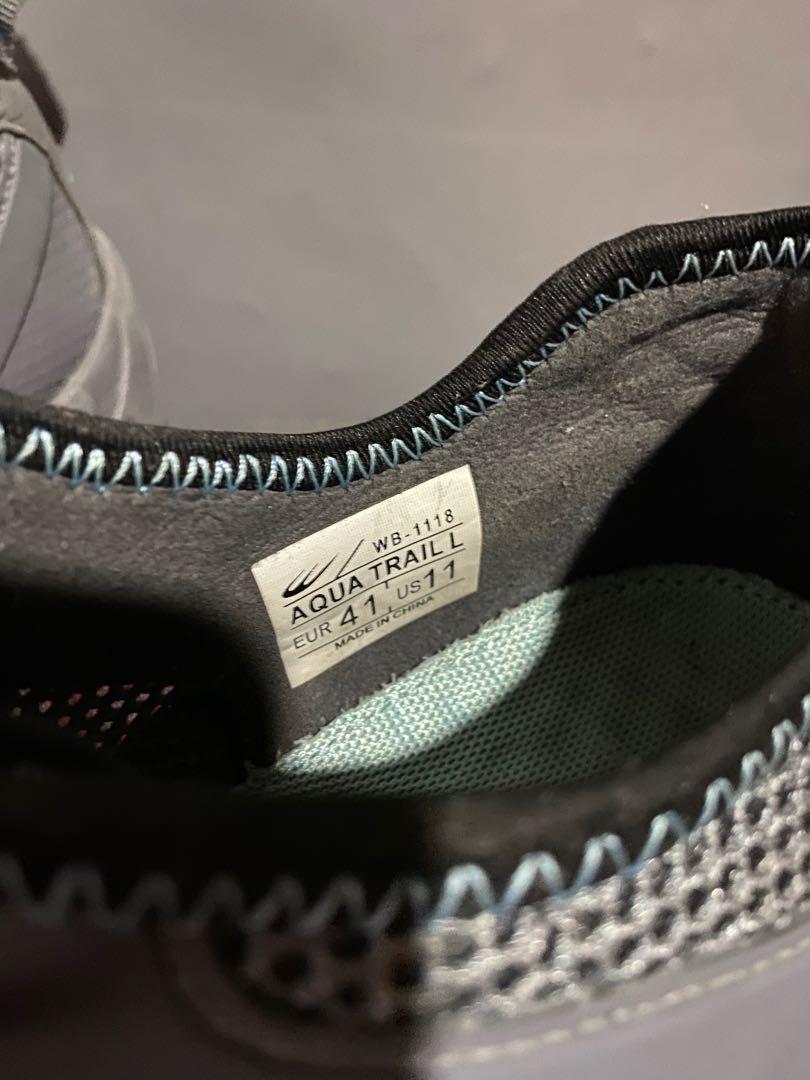 WB-1118
AQUA TRAIL L
EUR 41 US 11
MADE IN CHINA